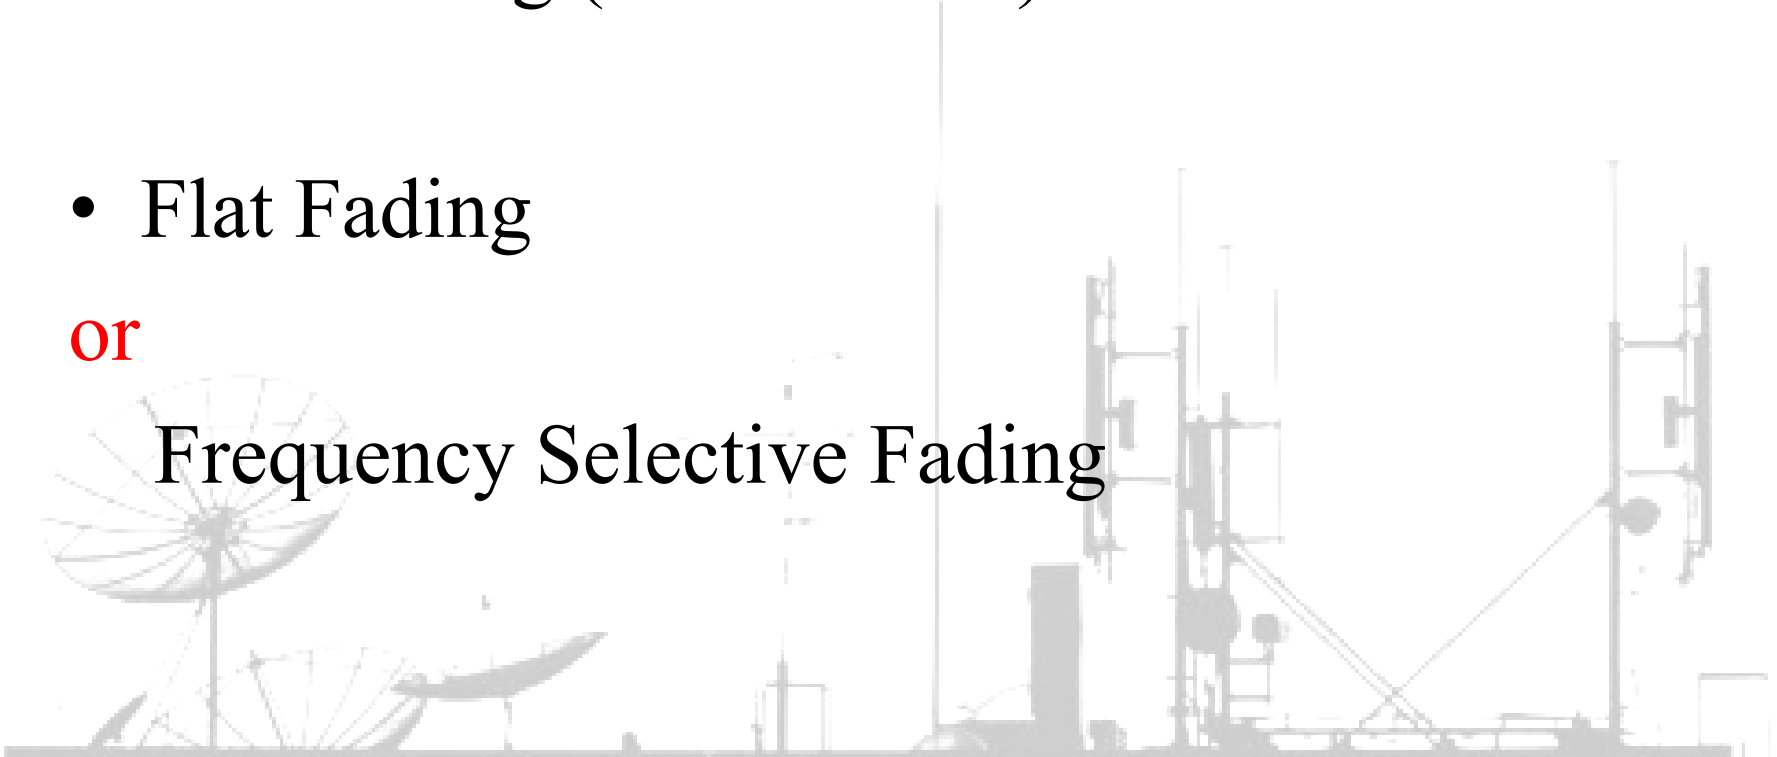 • Flat Fading
or
Frequency Selective Fading